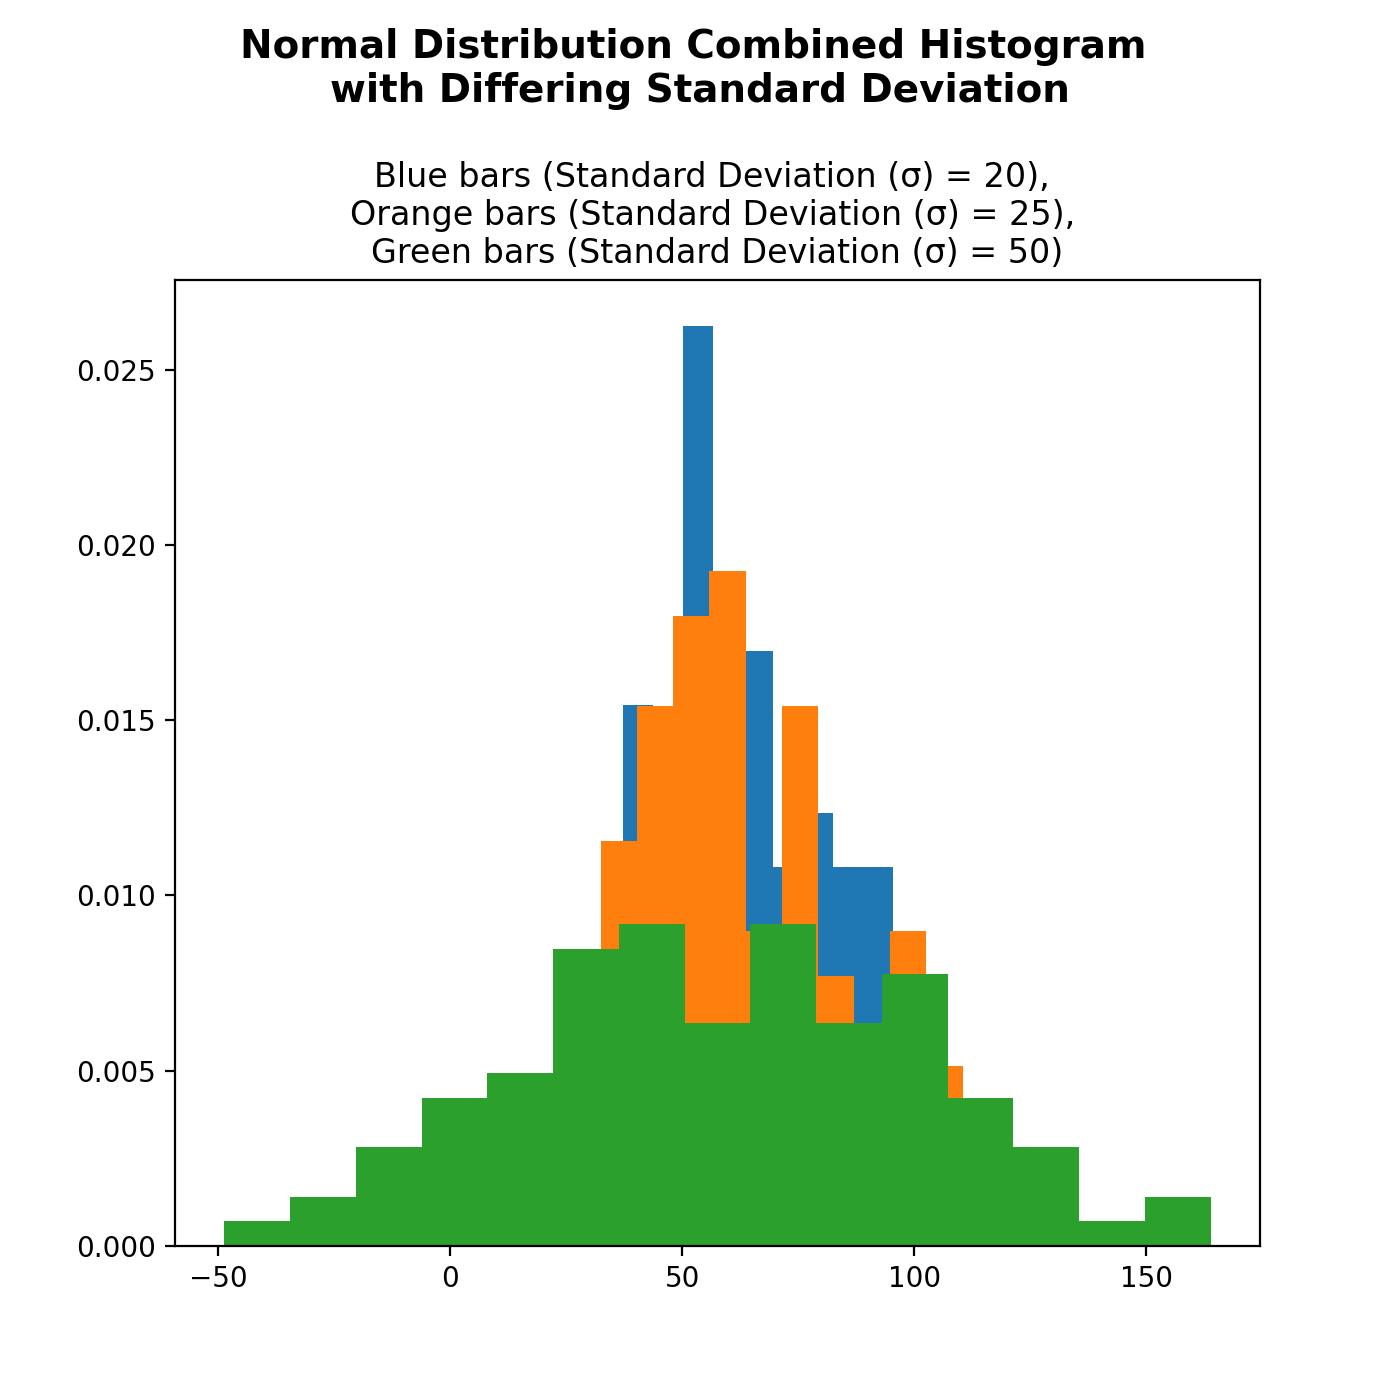 Normal Distribution Combined Histogram
with Differing Standard Deviation
Blue bars (Standard Deviation (σ) = 20),
Orange bars (Standard Deviation (σ) = 25),
Green bars (Standard Deviation (σ) = 50)
0.025
0.020
0.015
0.010
0.005
0.000
−50 0 50 100 150